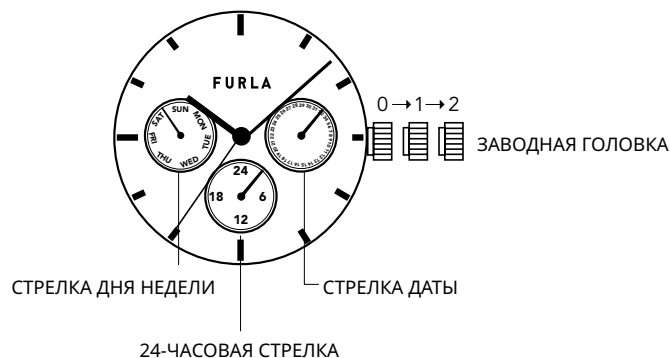 FURLA
0→1→2
ЗАВОДНАЯ ГОЛОВКА
SUN
MON
TUE
WED
THU
FRI
SAT
24
18
6
12
СТРЕЛКА ДНЯ НЕДЕЛИ
СТРЕЛКА ДАТЫ
24-ЧАСОВАЯ СТРЕЛКА